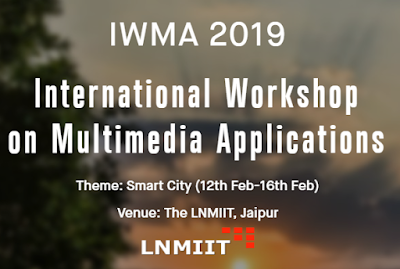 IWMA 2019
International Workshop
on Multimedia Applications
Theme: Smart City (12th Feb-16th Feb)
Venue: The LNMIIT, Jaipur
LNMIIT